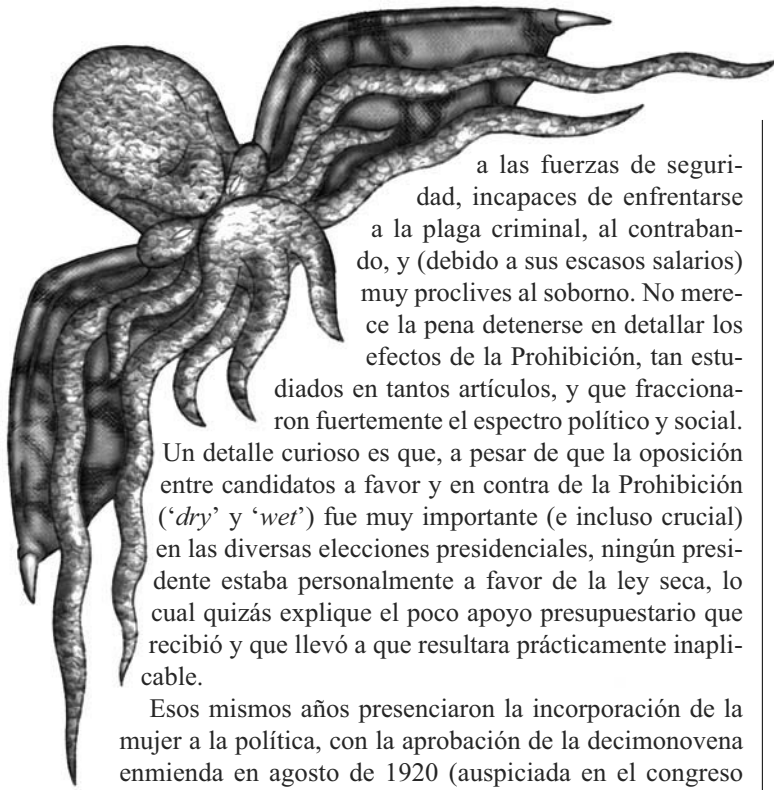 a las fuerzas de seguri-
dad, incapaces de enfrentarse
a la plaga criminal, al contraban-
do, y (debido a sus escasos salarios)
muy proclives al soborno. No mere-
ce la pena detenerse en detallar los
efectos de la Prohibición, tan estu-
diados en tantos artículos, y que fracciona-
ron fuertemente el espectro político y social.
Un detalle curioso es que, a pesar de que la oposición
entre candidatos a favor y en contra de la Prohibición
(‘dry’ y ‘wet’) fue muy importante (e incluso crucial)
en las diversas elecciones presidenciales, ningún presi-
dente estaba personalmente a favor de la ley seca, lo
cual quizás explique el poco apoyo presupuestario que
recibió y que llevó a que resultara prácticamente inapli-
cable.
Esos mismos años presenciaron la incorporación de la
mujer a la política, con la aprobación de la decimonovena
enmienda en agosto de 1920 (auspiciada en el congreso